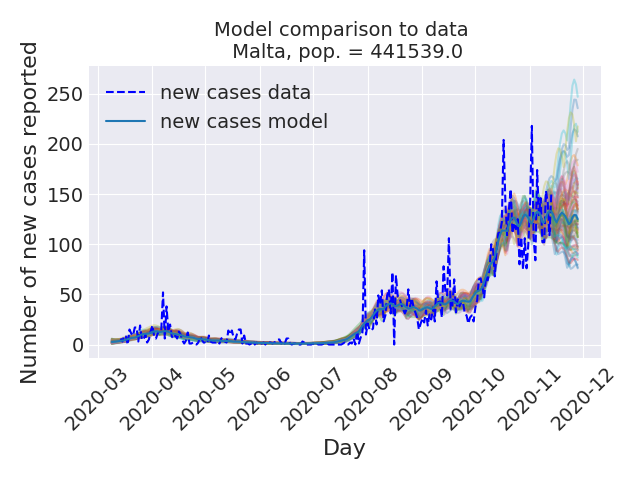 Model comparison to data
Malta, pop. = 441539.0
Number of new cases reported
250
200
150
100
50
0
new cases data
new cases model
2020-03
2020-04
2020-05
2020-06
2020-07
2020-08
2020-09
2020-10
2020-11
2020-12
Day